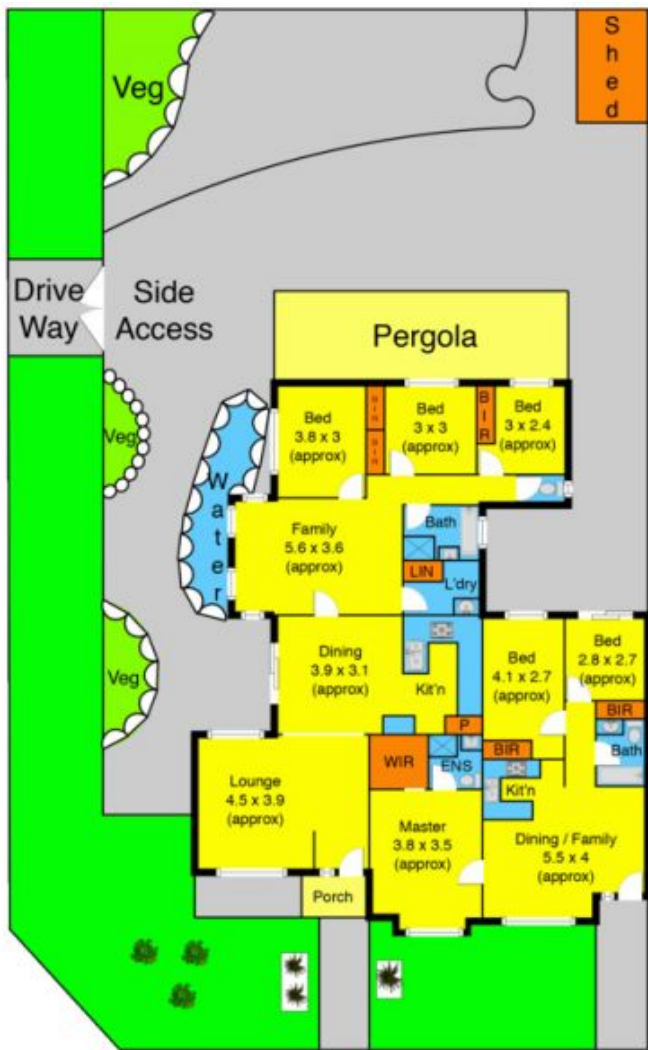 Veg
Shed
Drive
Way
Side
Access
Pergola
Bed
3.8 x 3
(approx)
BIR
BIR
Bed
3 x 3
(approx)
BIR
Bed
3 x 2.4
(approx)
Veg
Water
Family
5.6 x 3.6
(approx)
Bath
LIN
L'dry
Veg
Dining
3.9 x 3.1
(approx)
Kit'n
P
Bed
4.1 x 2.7
(approx)
Bed
2.8 x 2.7
(approx)
BIR
Bath
Lounge
4.5 x 3.9
(approx)
WIR
ENS
BIR
Kit'n
Master
3.8 x 3.5
(approx)
Dining / Family
5.5 x 4
(approx)
Porch